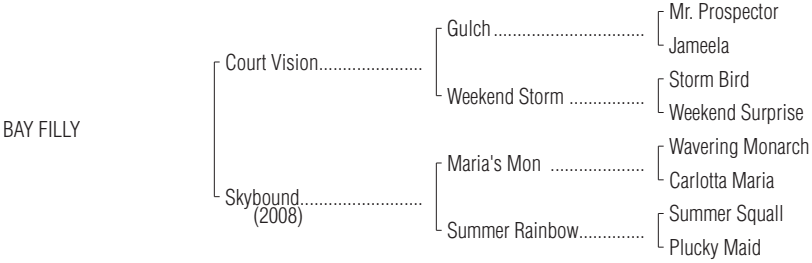 Mr. Prospector
Gulch ................................
Jameela
Court Vision......................
Storm Bird
Weekend Storm ................
Weekend Surprise
BAY FILLY
Wavering Monarch
Maria's Mon ....................
Carlotta Maria
Skybound..........................
(2008)
Summer Squall
Summer Rainbow..............
Plucky Maid